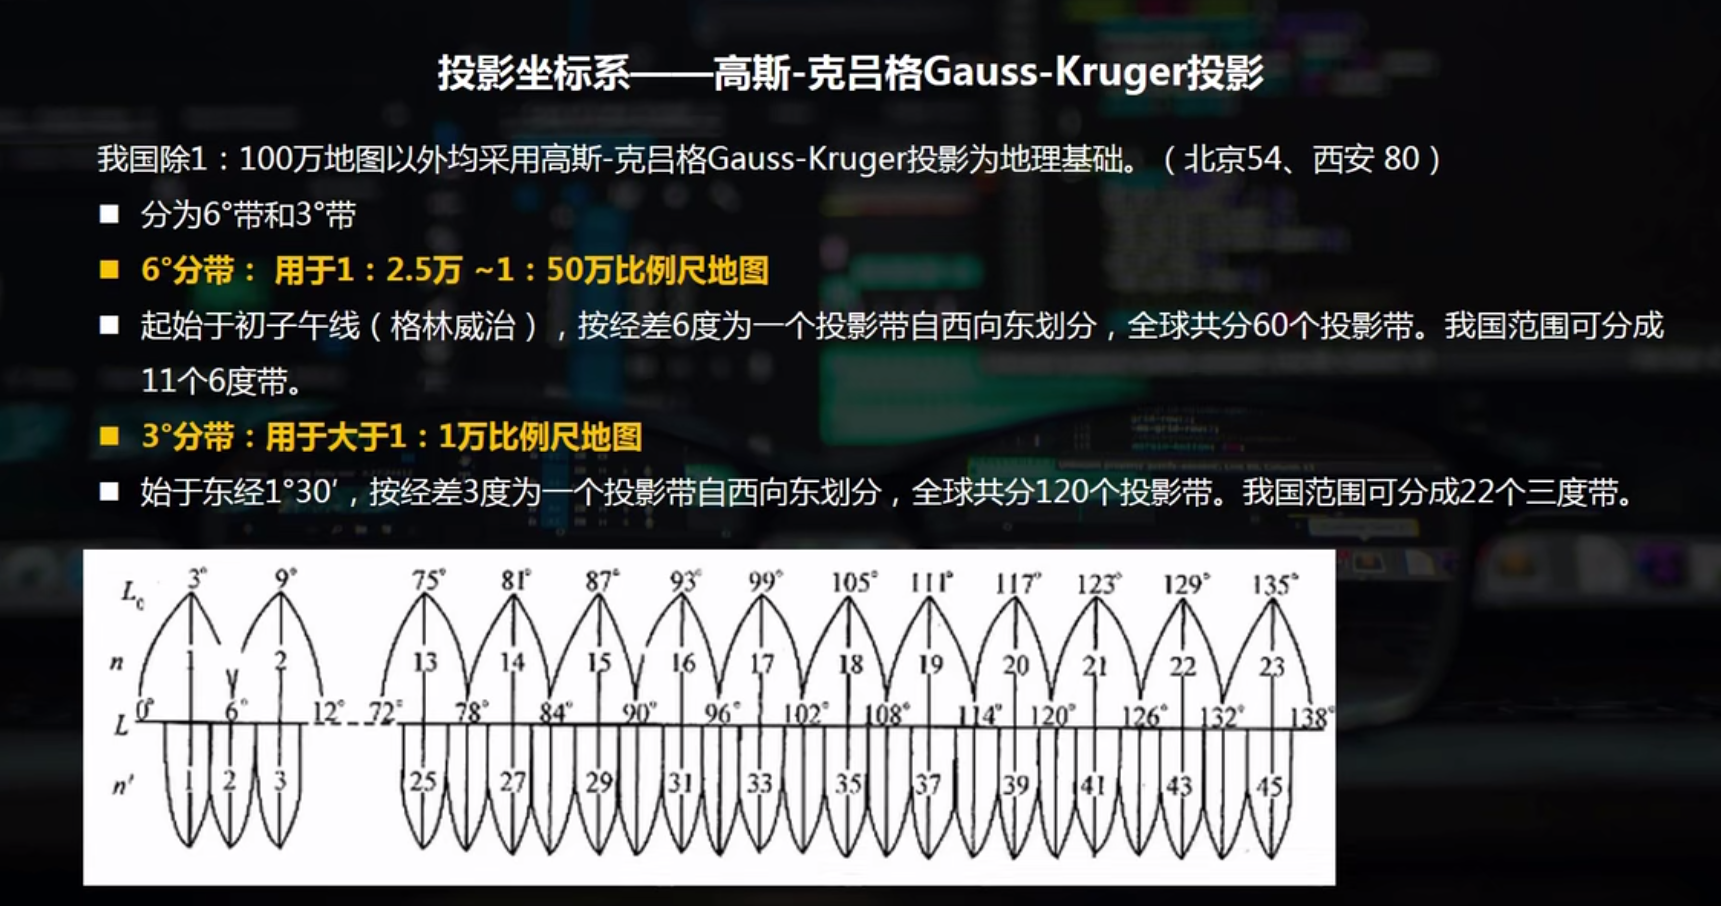 投影坐标系——高斯-克吕格Gauss-Kruger投影
我国除1：100万地图以外均采用高斯-克吕格Gauss-Kruger投影为地理基础。（北京54、西安 80）
■ 分为6°带和3°带
■ 6°分带： 用于1：2.5万 ~1：50万比例尺地图
■ 起始于初子午线（格林威治），按经差6度为一个投影带自西向东划分，全球共分60个投影带。我国范围可分成
11个6度带。
■ 3°分带：用于大于1：1万比例尺地图
■ 始于东经1°30′，按经差3度为一个投影带自西向东划分，全球共分120个投影带。我国范围可分成22个三度带。
L₀ 3° 9° 75° 81° 87° 93° 99° 105° 111° 117° 123° 129° 135°
n 1 2 13 14 15 16 17 18 19 20 21 22 23
L 0° 6° 12° 72° 78° 84° 90° 96° 102° 108° 114° 120° 126° 132° 138°
n′ 1 2 3 25 27 29 31 33 35 37 39 41 43 45